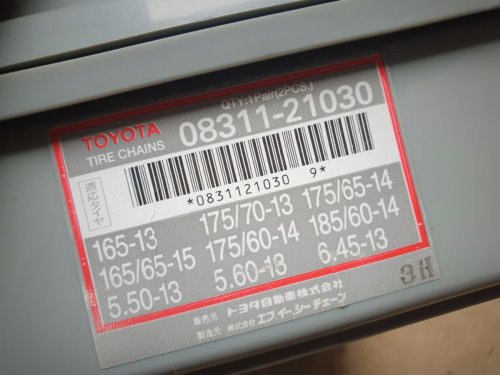 QTY:1Pair(2PCS.)
TOYOTA 08311-21030
TIRE CHAINS
*0831121030 9*
適応タイヤ
165-13 175/70-13 175/65-14
165/65-15 175/60-14 185/60-14
5.50-13 5.60-13 6.45-13
3H
販売元 トヨタ自動車株式会社
製造元 株式会社 エフ.イー.シーチェーン